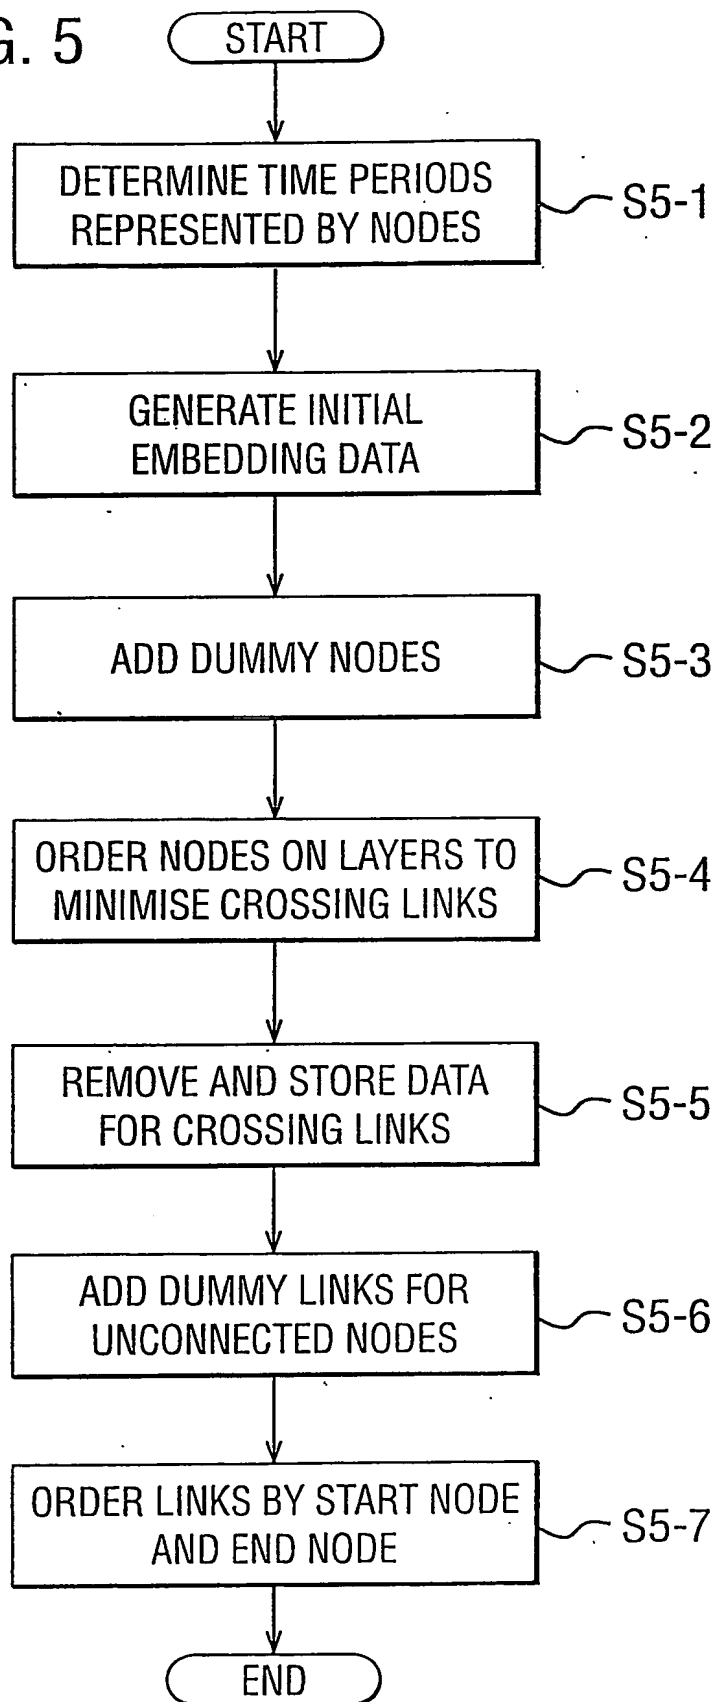 G. 5
START
DETERMINE TIME PERIODS
REPRESENTED BY NODES
S5-1
GENERATE INITIAL
EMBEDDING DATA
S5-2
ADD DUMMY NODES
S5-3
ORDER NODES ON LAYERS TO
MINIMISE CROSSING LINKS
S5-4
REMOVE AND STORE DATA
FOR CROSSING LINKS
S5-5
ADD DUMMY LINKS FOR
UNCONNECTED NODES
S5-6
ORDER LINKS BY START NODE
AND END NODE
S5-7
END